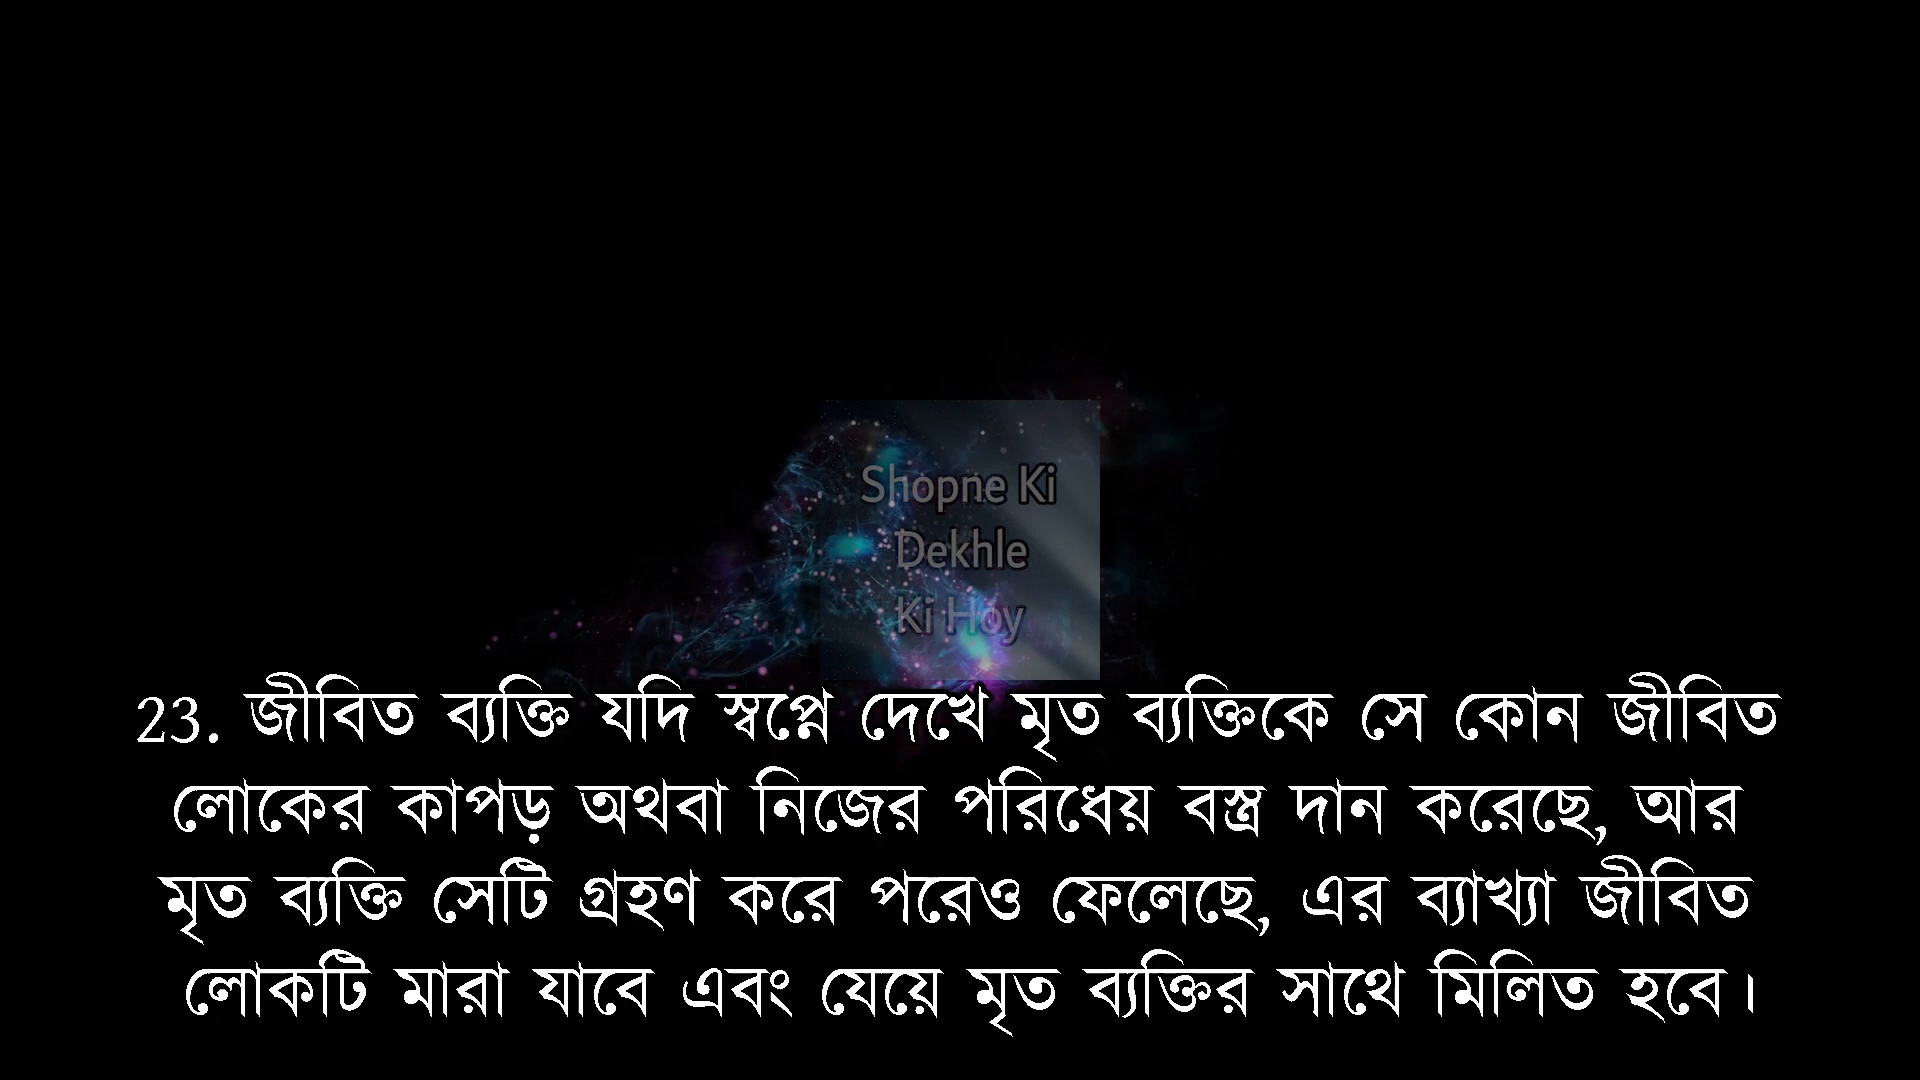 Shopne Ki
Dekhle
Ki Hoy
23. জীবিত ব্যক্তি যদি স্বপ্নে দেখে মৃত ব্যক্তিকে সে কোন জীবিত
লোকের কাপড় অথবা নিজের পরিধেয় বস্ত্র দান করেছে, আর
মৃত ব্যক্তি সেটি গ্রহণ করে পরেও ফেলেছে, এর ব্যাখ্যা জীবিত
লোকটি মারা যাবে এবং যেয়ে মৃত ব্যক্তির সাথে মিলিত হবে।